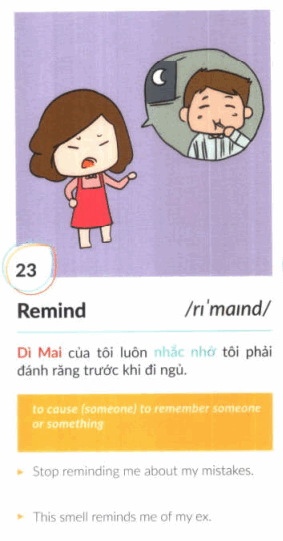 23
Remind /rɪˈmaɪnd/
Dì Mai của tôi luôn nhắc nhở tôi phải
đánh răng trước khi đi ngủ.
to cause (someone) to remember someone
or something
Stop reminding me about my mistakes.
This smell reminds me of my ex.